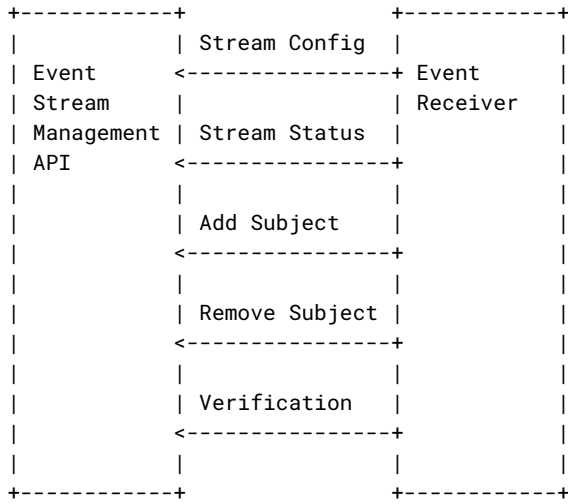 Stream Config
Event Event
Stream Receiver
Management Stream Status
API
Add Subject
Remove Subject
Verification